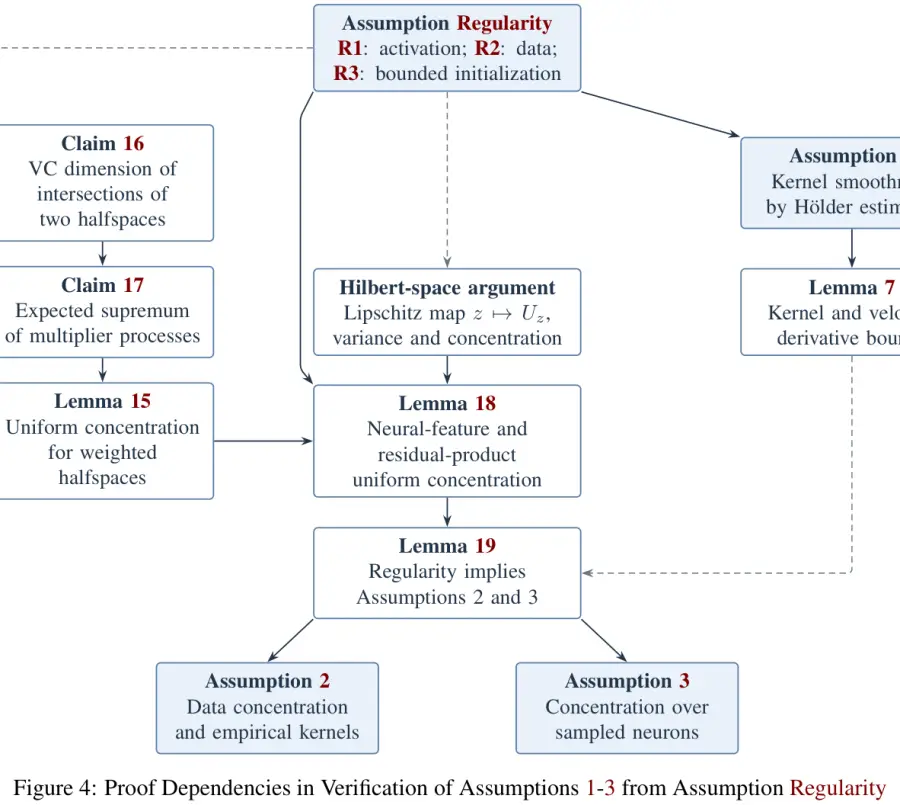 Assumption Regularity
R1: activation; R2: data;
R3: bounded initialization
Claim 16
VC dimension of
intersections of
two halfspaces
Assumption
Kernel
by Hölder
Claim 17
Expected supremum
of multiplier processes
Hilbert-space argument
Lipschitz map z ↦ U_z,
variance and concentration
Lemma 7
Kernel and
derivative
Lemma 15
Uniform concentration
for weighted
halfspaces
Lemma 18
Neural-feature and
residual-product
uniform concentration
Lemma 19
Regularity implies
Assumptions 2 and 3
Assumption 2
Data concentration
and empirical kernels
Assumption 3
Concentration over
sampled neurons
Figure 4: Proof Dependencies in Verification of Assumptions 1-3 from Assumption Regularity